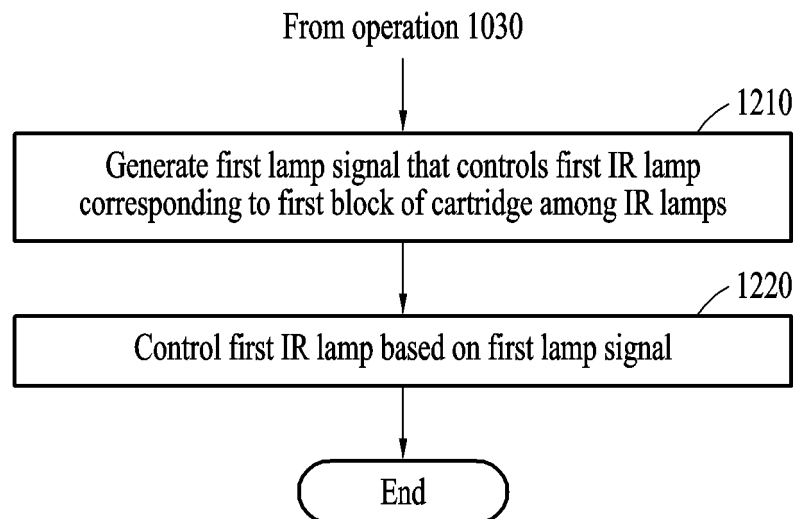 From operation 1030
1210
Generate first lamp signal that controls first IR lamp
corresponding to first block of cartridge among IR lamps
1220
Control first IR lamp based on first lamp signal
End